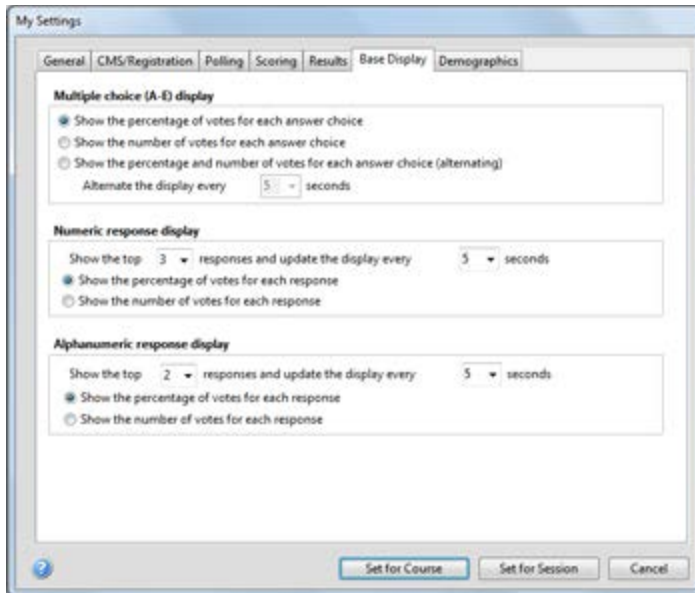 My Settings
General CMS/Registration Polling Scoring Results Base Display Demographics
Multiple choice (A-E) display
Show the percentage of votes for each answer choice
Show the number of votes for each answer choice
Show the percentage and number of votes for each answer choice (alternating)
Alternate the display every 5 seconds
Numeric response display
Show the top 3 responses and update the display every 5 seconds
Show the percentage of votes for each response
Show the number of votes for each response
Alphanumeric response display
Show the top 2 responses and update the display every 5 seconds
Show the percentage of votes for each response
Show the number of votes for each response
? Set for Course Set for Session Cancel